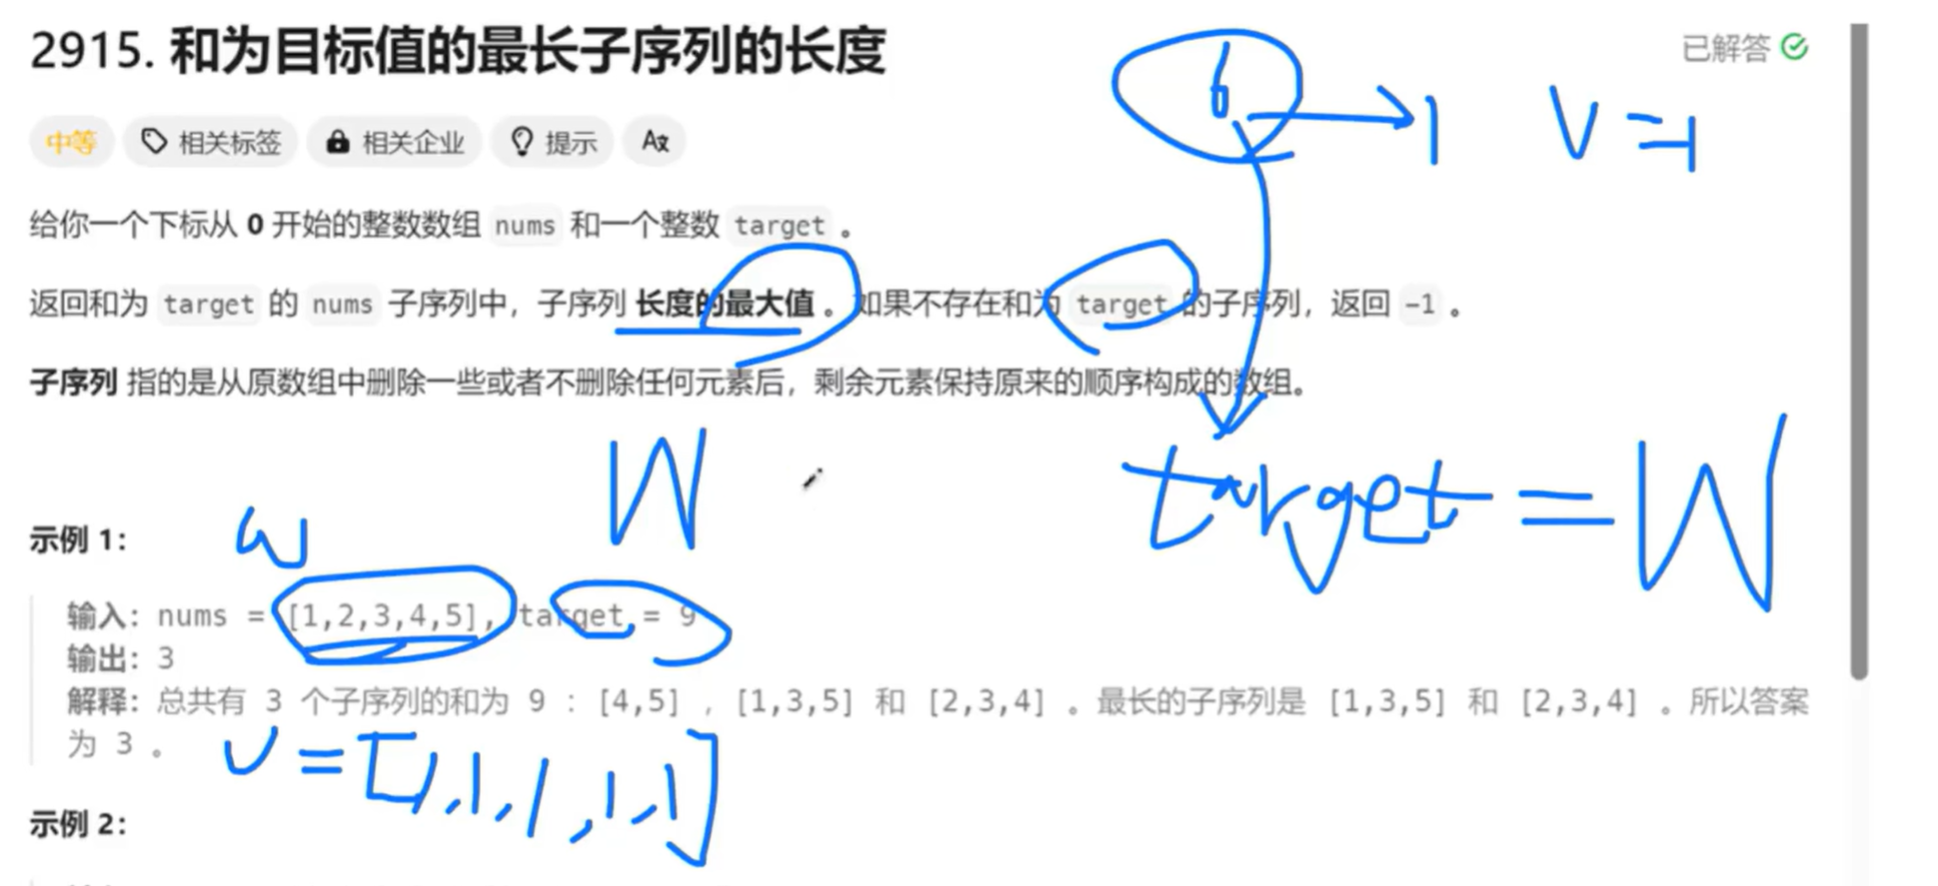 2915. 和为目标值的最长子序列的长度
已解答
中等 相关标签 相关企业 提示
6 → 1 V = 1
给你一个下标从 0 开始的整数数组 nums 和一个整数 target 。
返回和为 target 的 nums 子序列中，子序列 长度的最大值 。如果不存在和为 target 的子序列，返回 -1 。
子序列 指的是从原数组中删除一些或者不删除任何元素后，剩余元素保持原来的顺序构成的数组。
W
target = W
w
示例 1：
输入：nums = [1,2,3,4,5], target = 9
输出：3
解释：总共有 3 个子序列的和为 9 : [4,5] , [1,3,5] 和 [2,3,4] 。最长的子序列是 [1,3,5] 和 [2,3,4] 。所以答案
为 3 。
v = [1,1,1,1,1]
示例 2：